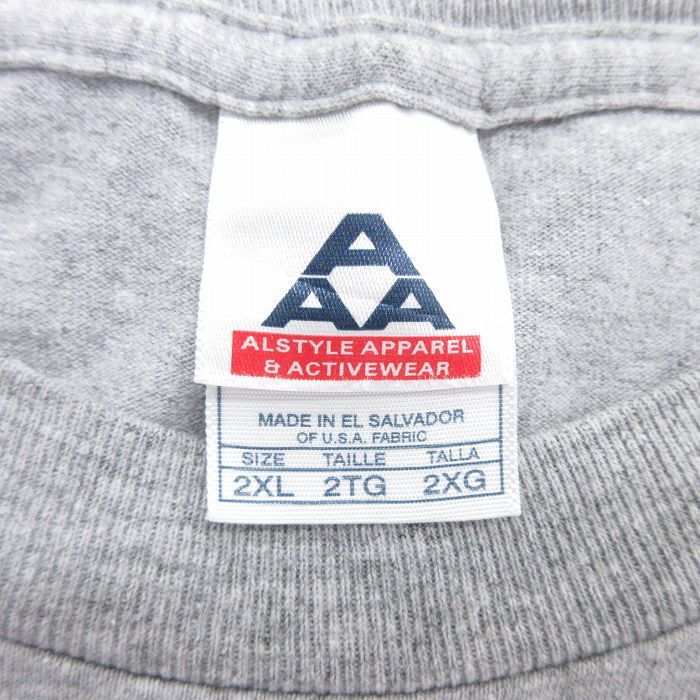 A
A A
ALSTYLE APPAREL
& ACTIVEWEAR
MADE IN EL SALVADOR
OF U.S.A. FABRIC
SIZE TAILLE TALLA
2XL 2TG 2XG